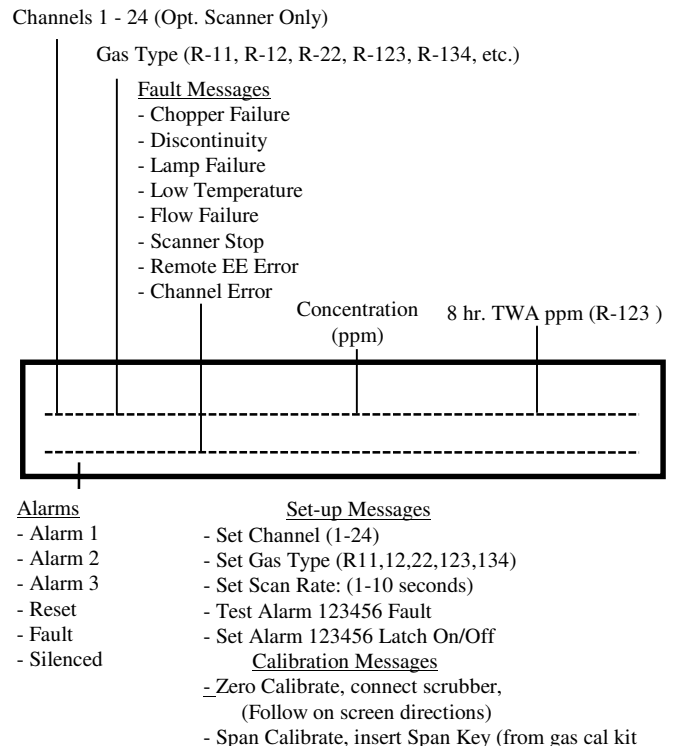 Channels 1 - 24 (Opt. Scanner Only)
Gas Type (R-11, R-12, R-22, R-123, R-134, etc.)
Fault Messages
- Chopper Failure
- Discontinuity
- Lamp Failure
- Low Temperature
- Flow Failure
- Scanner Stop
- Remote EE Error
- Channel Error
Concentration
(ppm)
8 hr. TWA ppm (R-123 )
Alarms
- Alarm 1
- Alarm 2
- Alarm 3
- Reset
- Fault
- Silenced
Set-up Messages
- Set Channel (1-24)
- Set Gas Type (R11,12,22,123,134)
- Set Scan Rate: (1-10 seconds)
- Test Alarm 123456 Fault
- Set Alarm 123456 Latch On/Off
Calibration Messages
- Zero Calibrate, connect scrubber,
(Follow on screen directions)
- Span Calibrate, insert Span Key (from gas cal kit